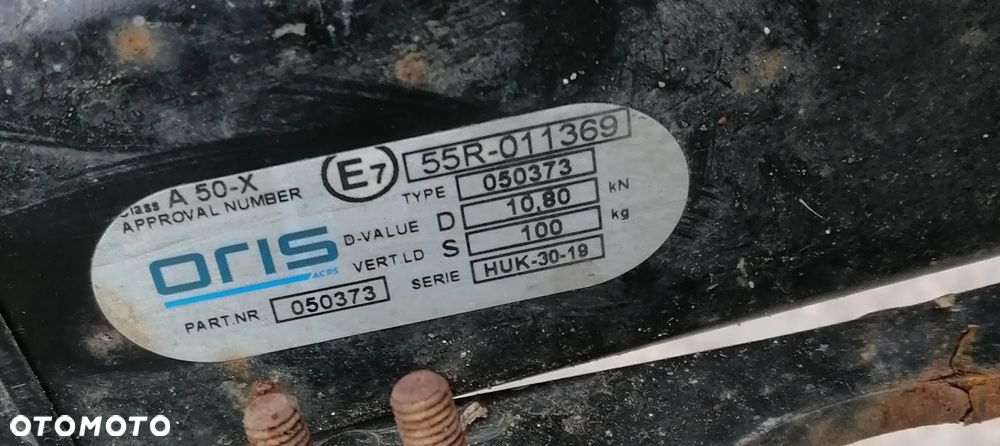 Class A 50-X
APPROVAL NUMBER E7 55R-011369
TYPE 050373
ORIS ACPS
D-VALUE D 10,80 kN
VERT.LD S 100 kg
PART.NR 050373
SERIE HUK-30-19
OTOMOTO